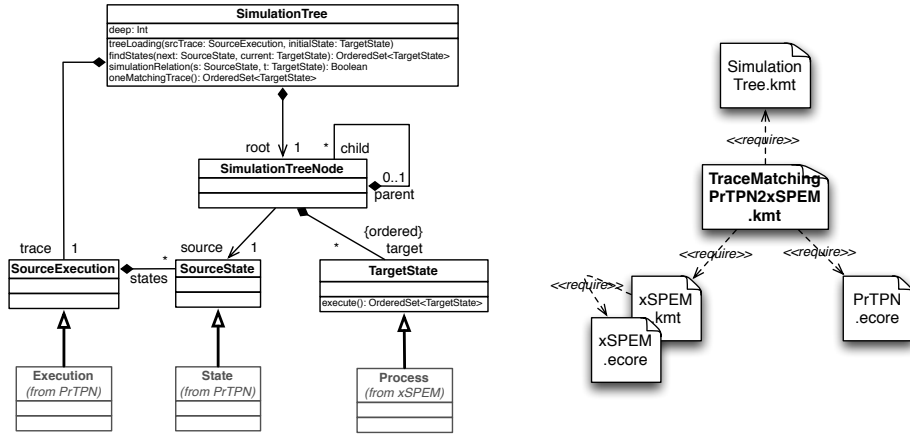 SimulationTree
deep: Int
treeLoading(srcTrace: SourceExecution, initialState: TargetState)
findStates(next: SourceState, current: TargetState): OrderedSet<TargetState>
simulationRelation(s: SourceState, t: TargetState): Boolean
oneMatchingTrace(): OrderedSet<TargetState>
root
1
*
child
SimulationTreeNode
0..1
parent
{ordered}
trace
1
source
1
*
target
SourceExecution
*
states
SourceState
TargetState
execute(): OrderedSet<TargetState>
Execution
(from PrTPN)
State
(from PrTPN)
Process
(from xSPEM)
Simulation
Tree.kmt
<<require>>
TraceMatching
PrTPN2xSPEM
.kmt
<<require>>
<<require>>
<<require>>
xSPEM
.kmt
PrTPN
.ecore
xSPEM
.ecore